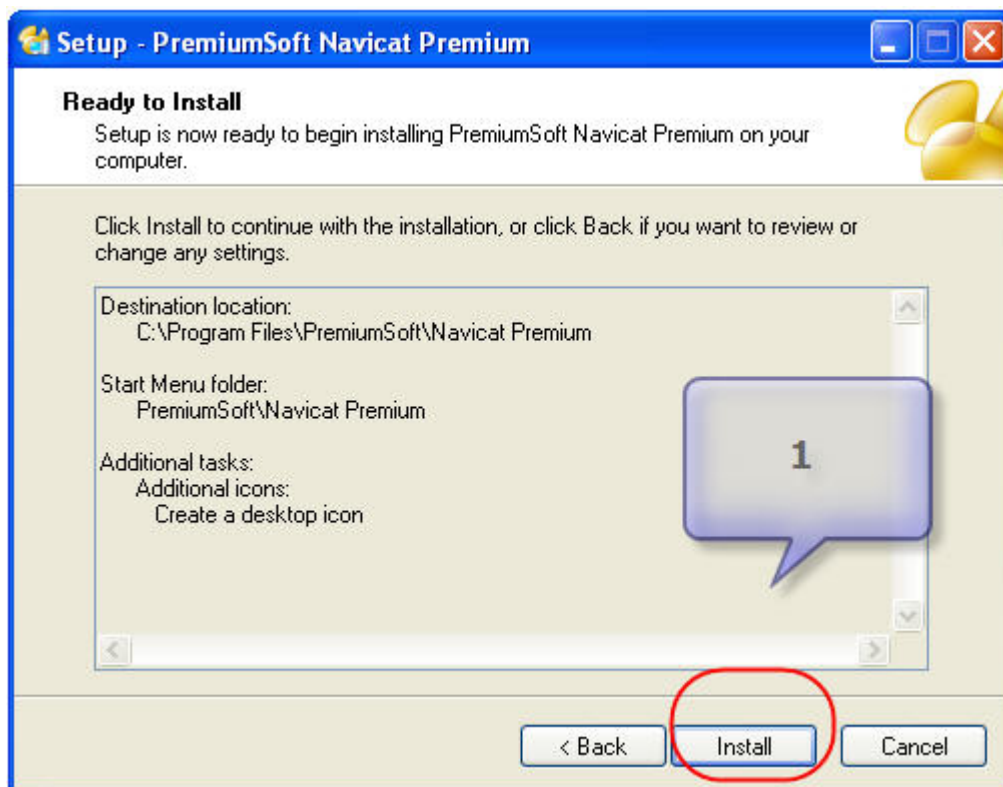 Setup - PremiumSoft Navicat Premium
Ready to Install
Setup is now ready to begin installing PremiumSoft Navicat Premium on your
computer.
Click Install to continue with the installation, or click Back if you want to review or
change any settings.
Destination location:
C:\Program Files\PremiumSoft\Navicat Premium
Start Menu folder:
PremiumSoft\Navicat Premium
Additional tasks:
Additional icons:
Create a desktop icon
1
< Back Install Cancel